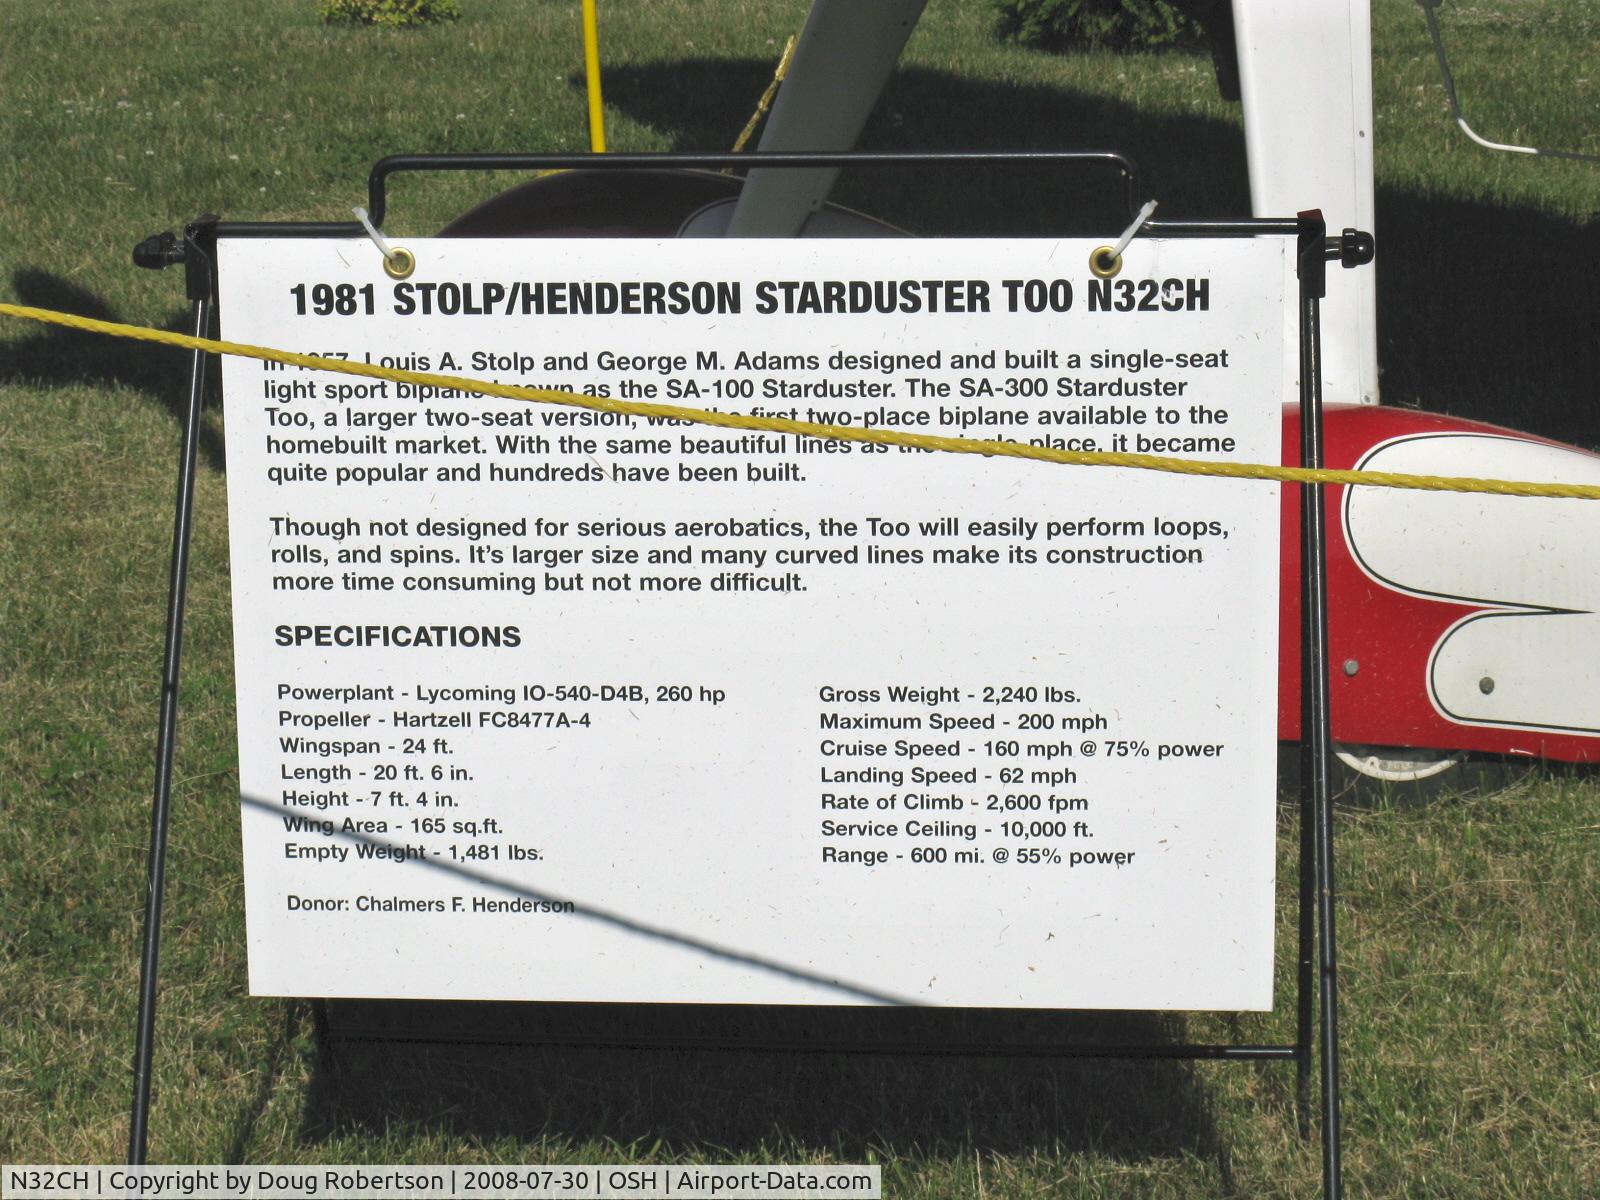 1981 STOLP/HENDERSON STARDUSTER TOO N32CH
In 1957, Louis A. Stolp and George M. Adams designed and built a single-seat
light sport biplane known as the SA-100 Starduster. The SA-300 Starduster
Too, a larger two-seat version, was the first two-place biplane available to the
homebuilt market. With the same beautiful lines as the single-place, it became
quite popular and hundreds have been built.
Though not designed for serious aerobatics, the Too will easily perform loops,
rolls, and spins. It's larger size and many curved lines make its construction
more time consuming but not more difficult.
SPECIFICATIONS
Powerplant - Lycoming IO-540-D4B, 260 hp
Propeller - Hartzell FC8477A-4
Wingspan - 24 ft.
Length - 20 ft. 6 in.
Height - 7 ft. 4 in.
Wing Area - 165 sq.ft.
Empty Weight - 1,481 lbs.
Donor: Chalmers F. Henderson
Gross Weight - 2,240 lbs.
Maximum Speed - 200 mph
Cruise Speed - 160 mph @ 75% power
Landing Speed - 62 mph
Rate of Climb - 2,600 fpm
Service Ceiling - 10,000 ft.
Range - 600 mi. @ 55% power
N32CH | Copyright by Doug Robertson | 2008-07-30 | OSH | Airport-Data.com